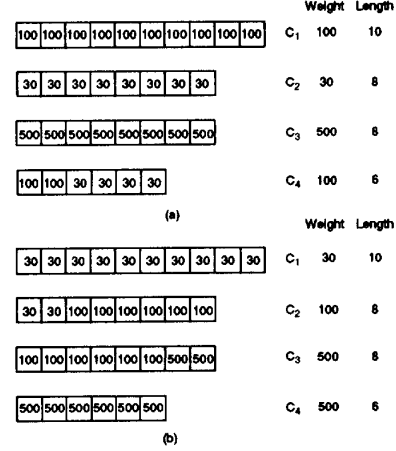 Weight Length
100 100 100 100 100 100 100 100 100 100 C1 100 10
30 30 30 30 30 30 30 30 C2 30 8
500 500 500 500 500 500 500 500 C3 500 8
100 100 30 30 30 30 C4 100 6
(a)
Weight Length
30 30 30 30 30 30 30 30 30 30 C1 30 10
30 30 100 100 100 100 100 100 C2 100 8
100 100 100 100 100 100 500 500 C3 500 8
500 500 500 500 500 500 C4 500 6
(b)